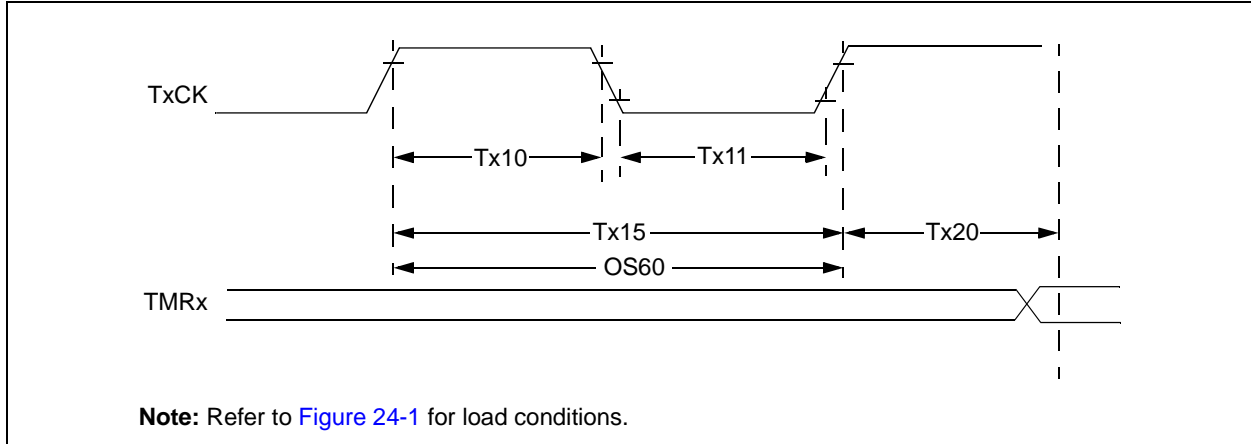 TxCK
Tx10
Tx11
Tx15
Tx20
OS60
TMRx
Note: Refer to Figure 24-1 for load conditions.